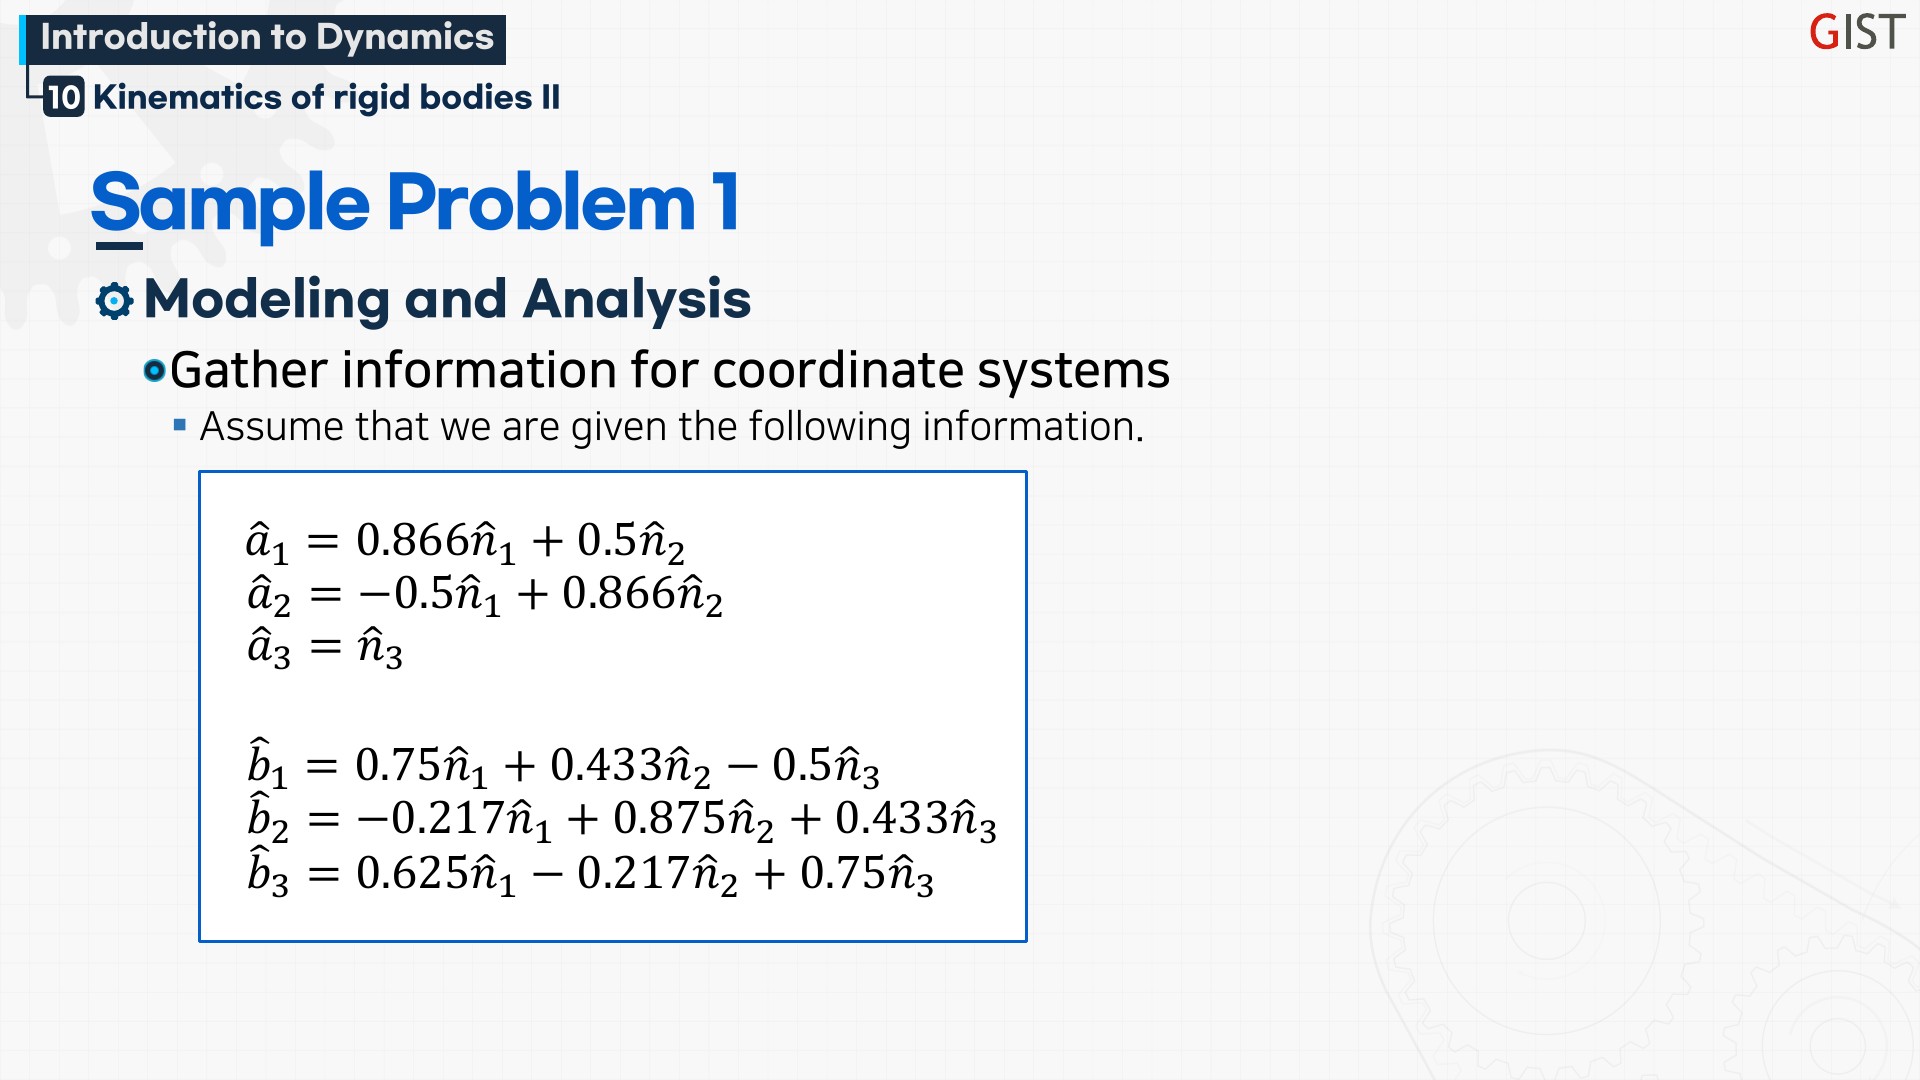 Introduction to Dynamics
GIST
10 Kinematics of rigid bodies II
Sample Problem 1
Modeling and Analysis
Gather information for coordinate systems
Assume that we are given the following information.
â₁ = 0.866n̂₁ + 0.5n̂₂
â₂ = −0.5n̂₁ + 0.866n̂₂
â₃ = n̂₃
b̂₁ = 0.75n̂₁ + 0.433n̂₂ − 0.5n̂₃
b̂₂ = −0.217n̂₁ + 0.875n̂₂ + 0.433n̂₃
b̂₃ = 0.625n̂₁ − 0.217n̂₂ + 0.75n̂₃